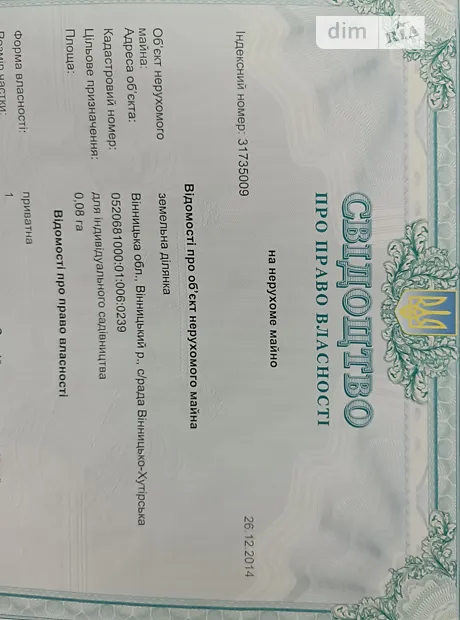 dim RIA
СВІДОЦТВО
ПРО ПРАВО ВЛАСНОСТІ
на нерухоме майно
Індексний номер: 31735009 26.12.2014
Відомості про об'єкт нерухомого майна
Об'єкт нерухомого майна: земельна ділянка
Адреса об'єкта: Вінницька обл., Вінницький р., с/рада Вінницько-Хутірська
Кадастровий номер: 0520681000:01:006:0239
Цільове призначення: для індивідуального садівництва
Площа: 0,08 га
Відомості про право власності
Форма власності: приватна
Розмір частки: 1